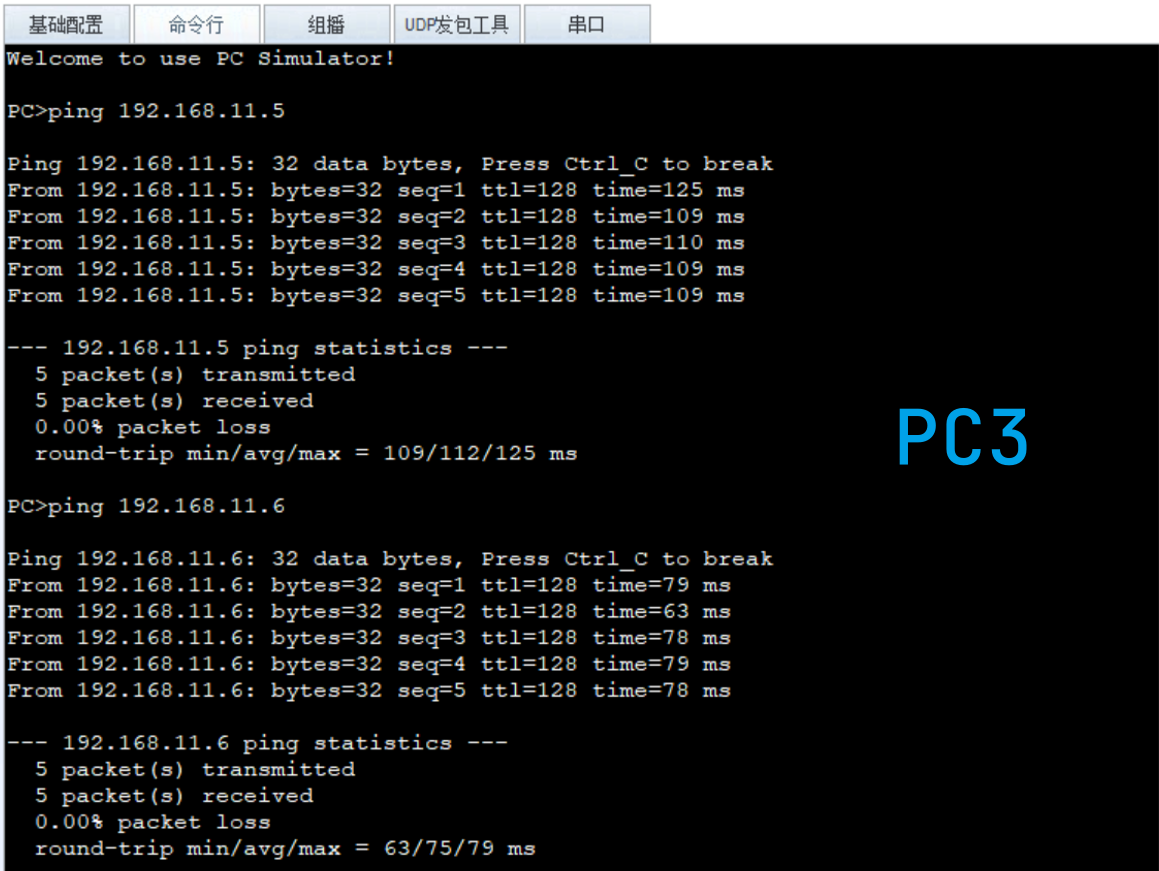 基础配置 命令行 组播 UDP发包工具 串口
Welcome to use PC Simulator!
PC>ping 192.168.11.5
Ping 192.168.11.5: 32 data bytes, Press Ctrl_C to break
From 192.168.11.5: bytes=32 seq=1 ttl=128 time=125 ms
From 192.168.11.5: bytes=32 seq=2 ttl=128 time=109 ms
From 192.168.11.5: bytes=32 seq=3 ttl=128 time=110 ms
From 192.168.11.5: bytes=32 seq=4 ttl=128 time=109 ms
From 192.168.11.5: bytes=32 seq=5 ttl=128 time=109 ms
--- 192.168.11.5 ping statistics ---
5 packet(s) transmitted
5 packet(s) received
0.00% packet loss
round-trip min/avg/max = 109/112/125 ms
PC3
PC>ping 192.168.11.6
Ping 192.168.11.6: 32 data bytes, Press Ctrl_C to break
From 192.168.11.6: bytes=32 seq=1 ttl=128 time=79 ms
From 192.168.11.6: bytes=32 seq=2 ttl=128 time=63 ms
From 192.168.11.6: bytes=32 seq=3 ttl=128 time=78 ms
From 192.168.11.6: bytes=32 seq=4 ttl=128 time=79 ms
From 192.168.11.6: bytes=32 seq=5 ttl=128 time=78 ms
--- 192.168.11.6 ping statistics ---
5 packet(s) transmitted
5 packet(s) received
0.00% packet loss
round-trip min/avg/max = 63/75/79 ms